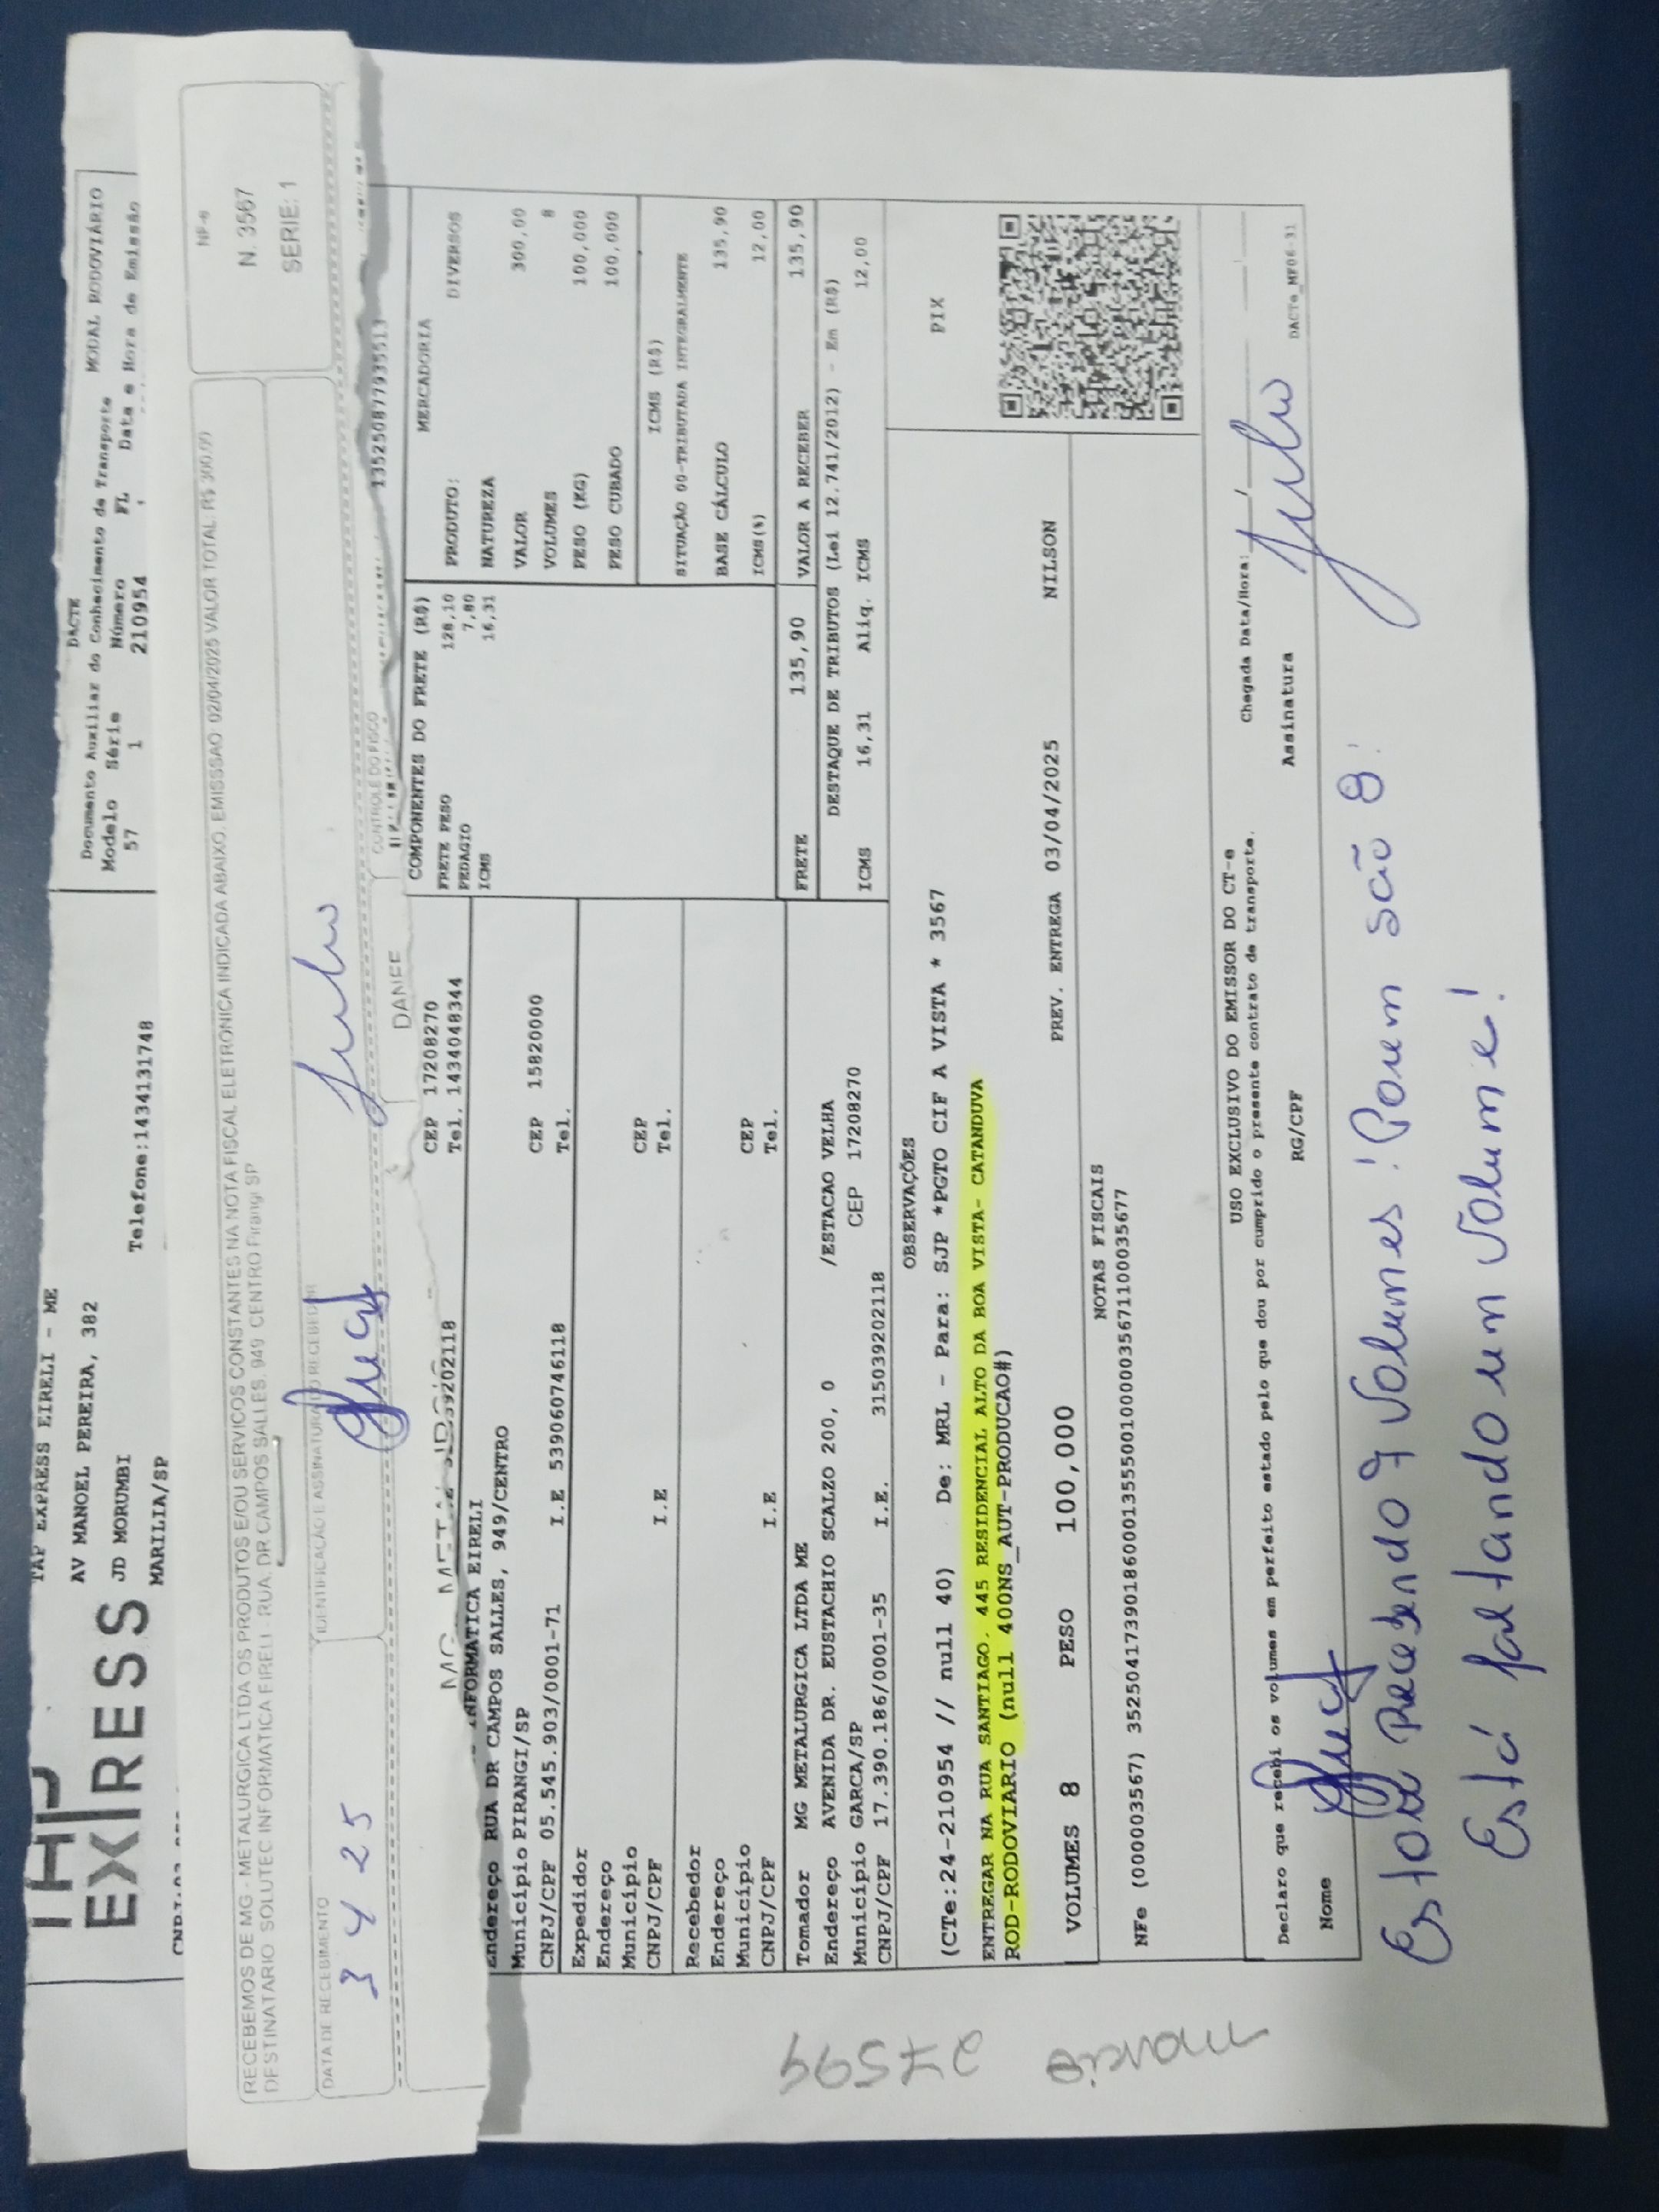 TAP EXPRESS EIRELI - ME
AV MANOEL PEREIRA, 382
JD MORUMBI
MARILIA/SP
Telefone:1434131748
EXPRESS
DACTE
Documento Auxiliar do Conhecimento de Transporte
MODAL RODOVIÁRIO
Modelo Série Número FL Data e Hora de Emissão
57 1 210954
RECEBEMOS DE MG - METALURGICA LTDA OS PRODUTOS E/OU SERVICOS CONSTANTES NA NOTA FISCAL ELETRONICA INDICADA ABAIXO. EMISSSAO: 02/04/2025 VALOR TOTAL: R$ 300,00
DESTINATARIO: SOLUTEC INFORMATICA EIRELI - RUA. DR CAMPOS SALLES, 949 CENTRO Pirangi SP
NF-e
N. 3567
SERIE: 1
DATA DE RECEBIMENTO
3 4 25
IDENTIFICAÇÃO E ASSINATURA DO RECEBEDOR
Julio
DANFE
CONTROLE DO FISCO
INFORMATICA EIRELI
CEP 17208270
Tel. 1434048344
Endereço RUA DR CAMPOS SALLES, 949/CENTRO
Município PIRANGI/SP CEP 15820000
CNPJ/CPF 05.545.903/0001-71 I.E 539060746118 Tel.
Expedidor
Endereço
Município CEP
CNPJ/CPF I.E Tel.
Recebedor
Endereço
Município CEP
CNPJ/CPF I.E Tel.
Tomador MG METALURGICA LTDA ME
Endereço AVENIDA DR. EUSTACHIO SCALZO 200, 0 /ESTACAO VELHA
Município GARCA/SP CEP 17208270
CNPJ/CPF 17.390.186/0001-35 I.E. 315039202118
COMPONENTES DO FRETE (R$)
FRETE PESO 128,10
PEDAGIO 7,80
ICMS 16,31
MERCADORIA
PRODUTO: DIVERSOS
NATUREZA
VALOR 300,00
VOLUMES 8
PESO (KG) 100,000
PESO CUBADO 100,000
ICMS (R$)
SITUAÇÃO 00-TRIBUTADA INTEGRALMENTE
BASE CÁLCULO 135,90
ICMS(%) 12,00
FRETE 135,90 VALOR A RECEBER 135,90
DESTAQUE DE TRIBUTOS (Lei 12.741/2012) - Em (R$)
ICMS 16,31 Aliq. ICMS 12,00
OBSERVAÇÕES
(CTe:24-210954 // null 40) De: MRL - Para: SJP *PGTO CIF A VISTA * 3567
ENTREGAR NA RUA SANTIAGO. 445 RESIDENCIAL ALTO DA BOA VISTA- CATANDUVA
ROD-RODOVIARIO (null 400NS_AUT-PRODUCAO#)
PIX
VOLUMES 8 PESO 100,000 PREV. ENTREGA 03/04/2025 NILSON
NOTAS FISCAIS
NFe (000003567) 35250417390186000135550010000035671100035677
USO EXCLUSIVO DO EMISSOR DO CT-e
Declaro que recebi os volumes em perfeito estado pelo que dou por cumprido o presente contrato de transporte.
Chegada Data/Hora: / /
Nome RG/CPF Assinatura
Julio
DACTe_MF06-31
Estou Recebendo 7 Volumes! Porem são 8!
Está faltando um Volume!
27599